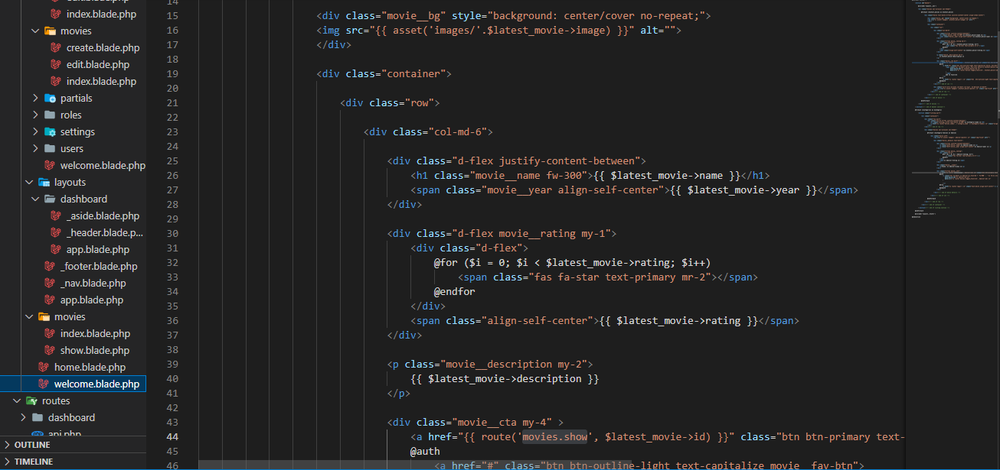 edit.blade.php
index.blade.php
movies
create.blade.php
edit.blade.php
index.blade.php
partials
roles
settings
users
welcome.blade.php
layouts
dashboard
_aside.blade.php
_header.blade.p...
app.blade.php
_footer.blade.php
_nav.blade.php
app.blade.php
movies
index.blade.php
show.blade.php
home.blade.php
welcome.blade.php
routes
dashboard
api.php
OUTLINE
TIMELINE
14
15 <div class="movie__bg" style="background: center/cover no-repeat;">
16 <img src="{{ asset('images/'.$latest_movie->image) }}" alt="">
17 </div>
18
19 <div class="container">
20
21 <div class="row">
22
23 <div class="col-md-6">
24
25 <div class="d-flex justify-content-between">
26 <h1 class="movie__name fw-300">{{ $latest_movie->name }}</h1>
27 <span class="movie__year align-self-center">{{ $latest_movie->year }}</span>
28 </div>
29
30 <div class="d-flex movie__rating my-1">
31 <div class="d-flex">
32 @for ($i = 0; $i < $latest_movie->rating; $i++)
33 <span class="fas fa-star text-primary mr-2"></span>
34 @endfor
35 </div>
36 <span class="align-self-center">{{ $latest_movie->rating }}</span>
37 </div>
38
39 <p class="movie__description my-2">
40 {{ $latest_movie->description }}
41 </p>
42
43 <div class="movie__cta my-4" >
44 <a href="{{ route('movies.show', $latest_movie->id) }}" class="btn btn-primary text-
45 @auth
46 <a href="#" class="btn btn-outline-light text-capitalize movie__fav-btn">